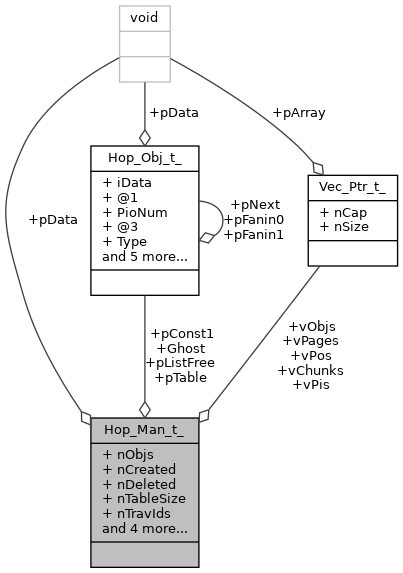 void
+pData
+pArray
Hop_Obj_t_
+ iData
+ @1
+ PioNum
+ @3
+ Type
and 5 more...
+pNext
+pFanin0
+pFanin1
Vec_Ptr_t_
+ nCap
+ nSize
+pData
+pConst1
+Ghost
+pListFree
+pTable
+vObjs
+vPages
+vPos
+vChunks
+vPis
Hop_Man_t_
+ nObjs
+ nCreated
+ nDeleted
+ nTableSize
+ nTravIds
and 4 more...